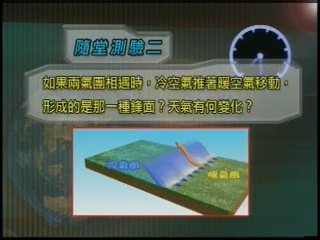 隨堂測驗二
如果兩氣團相遇時，冷空氣推著暖空氣移動，
形成的是那一種鋒面？天氣有何變化？
冷氣團
暖氣團